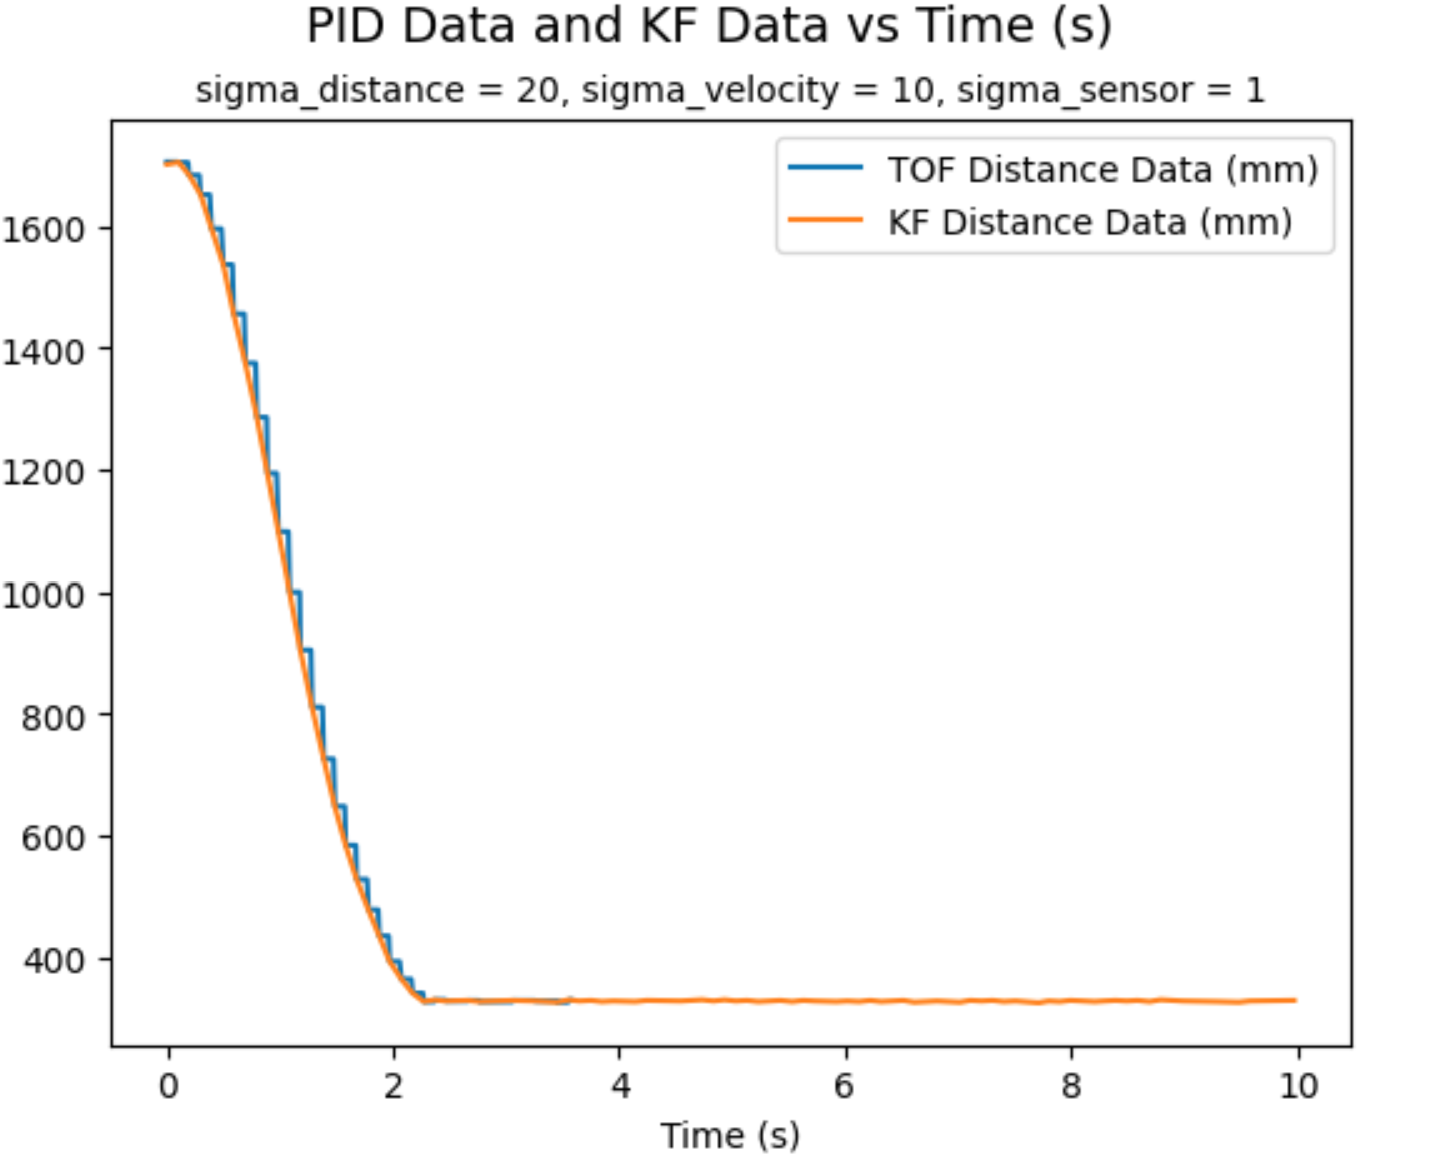 PID Data and KF Data vs Time (s)
sigma_distance = 20, sigma_velocity = 10, sigma_sensor = 1
TOF Distance Data (mm)
KF Distance Data (mm)
1600
1400
1200
1000
800
600
400
0 2 4 6 8 10
Time (s)